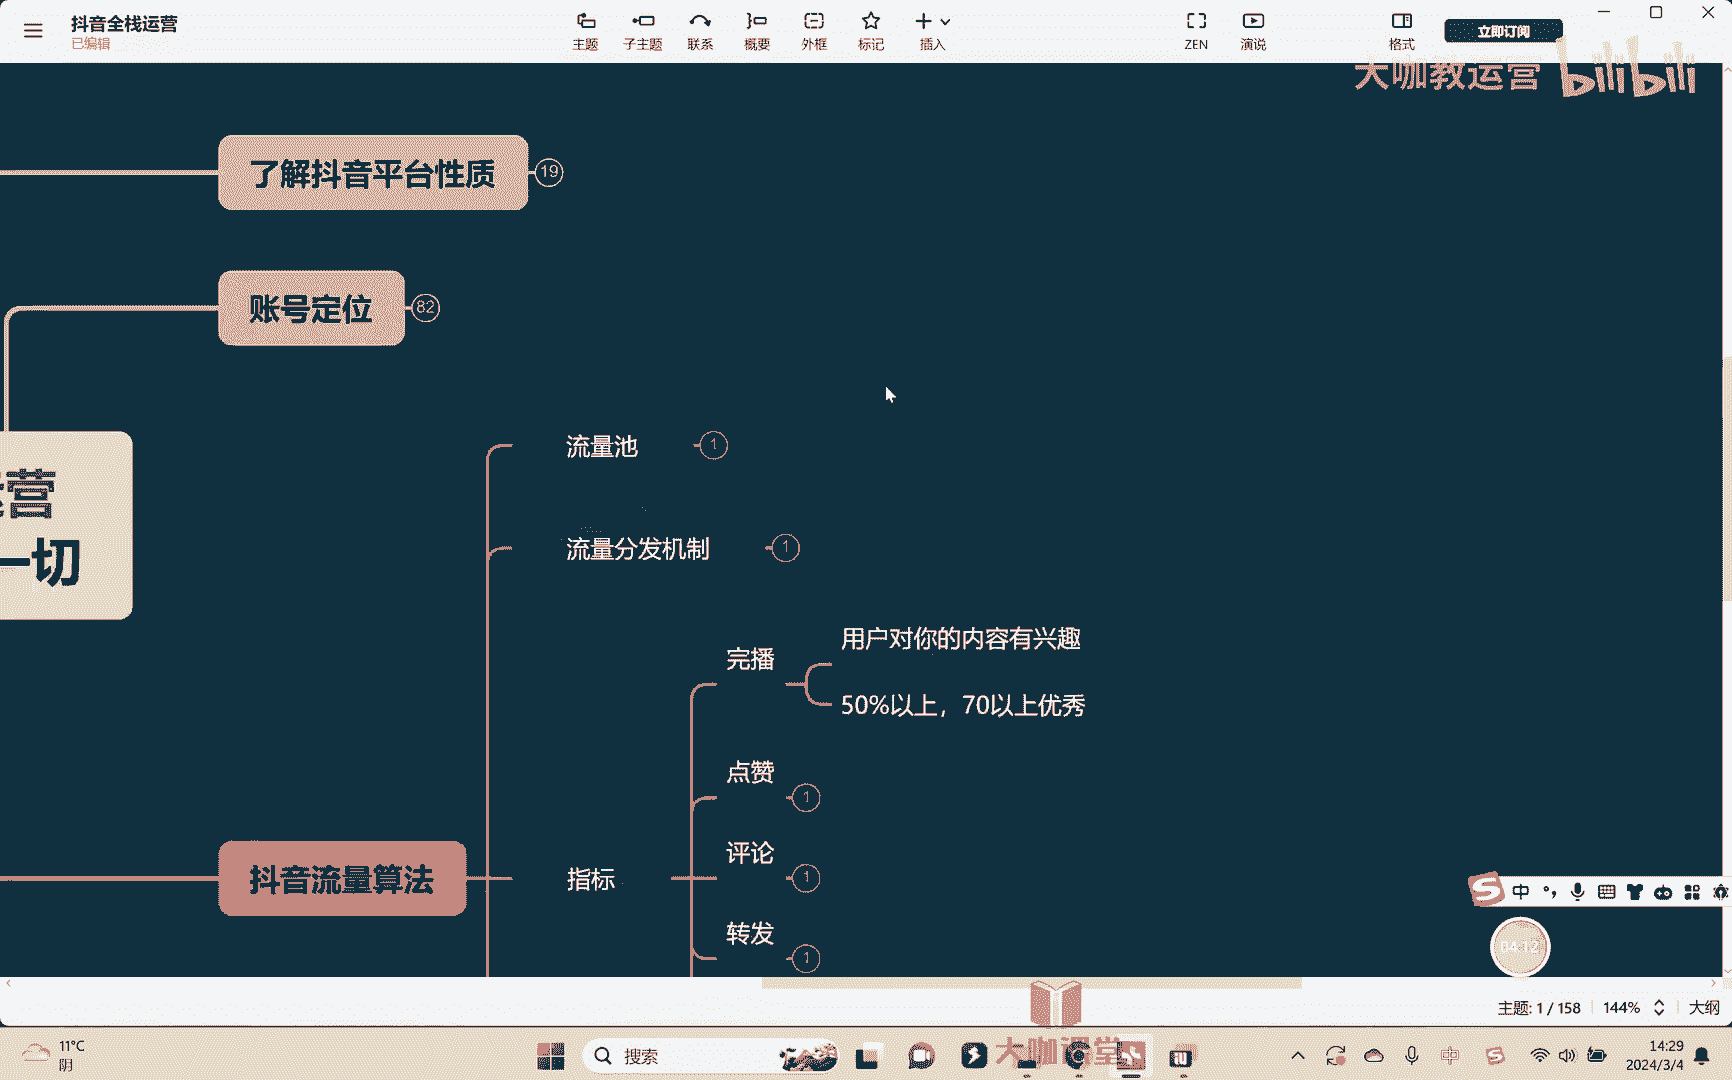 抖音全栈运营
已编辑
主题
子主题
联系
概要
外框
标记
插入
ZEN
演说
格式
立即订阅
大咖教运营 bilibili
了解抖音平台性质
19
账号定位
82
营
一切
流量池
1
流量分发机制
1
完播
用户对你的内容有兴趣
50%以上，70以上优秀
点赞
1
评论
1
抖音流量算法
指标
转发
1
中
04:12
主题: 1 / 158
144%
大纲
11°C
阴
搜索
大咖课堂
中
14:29
2024/3/4